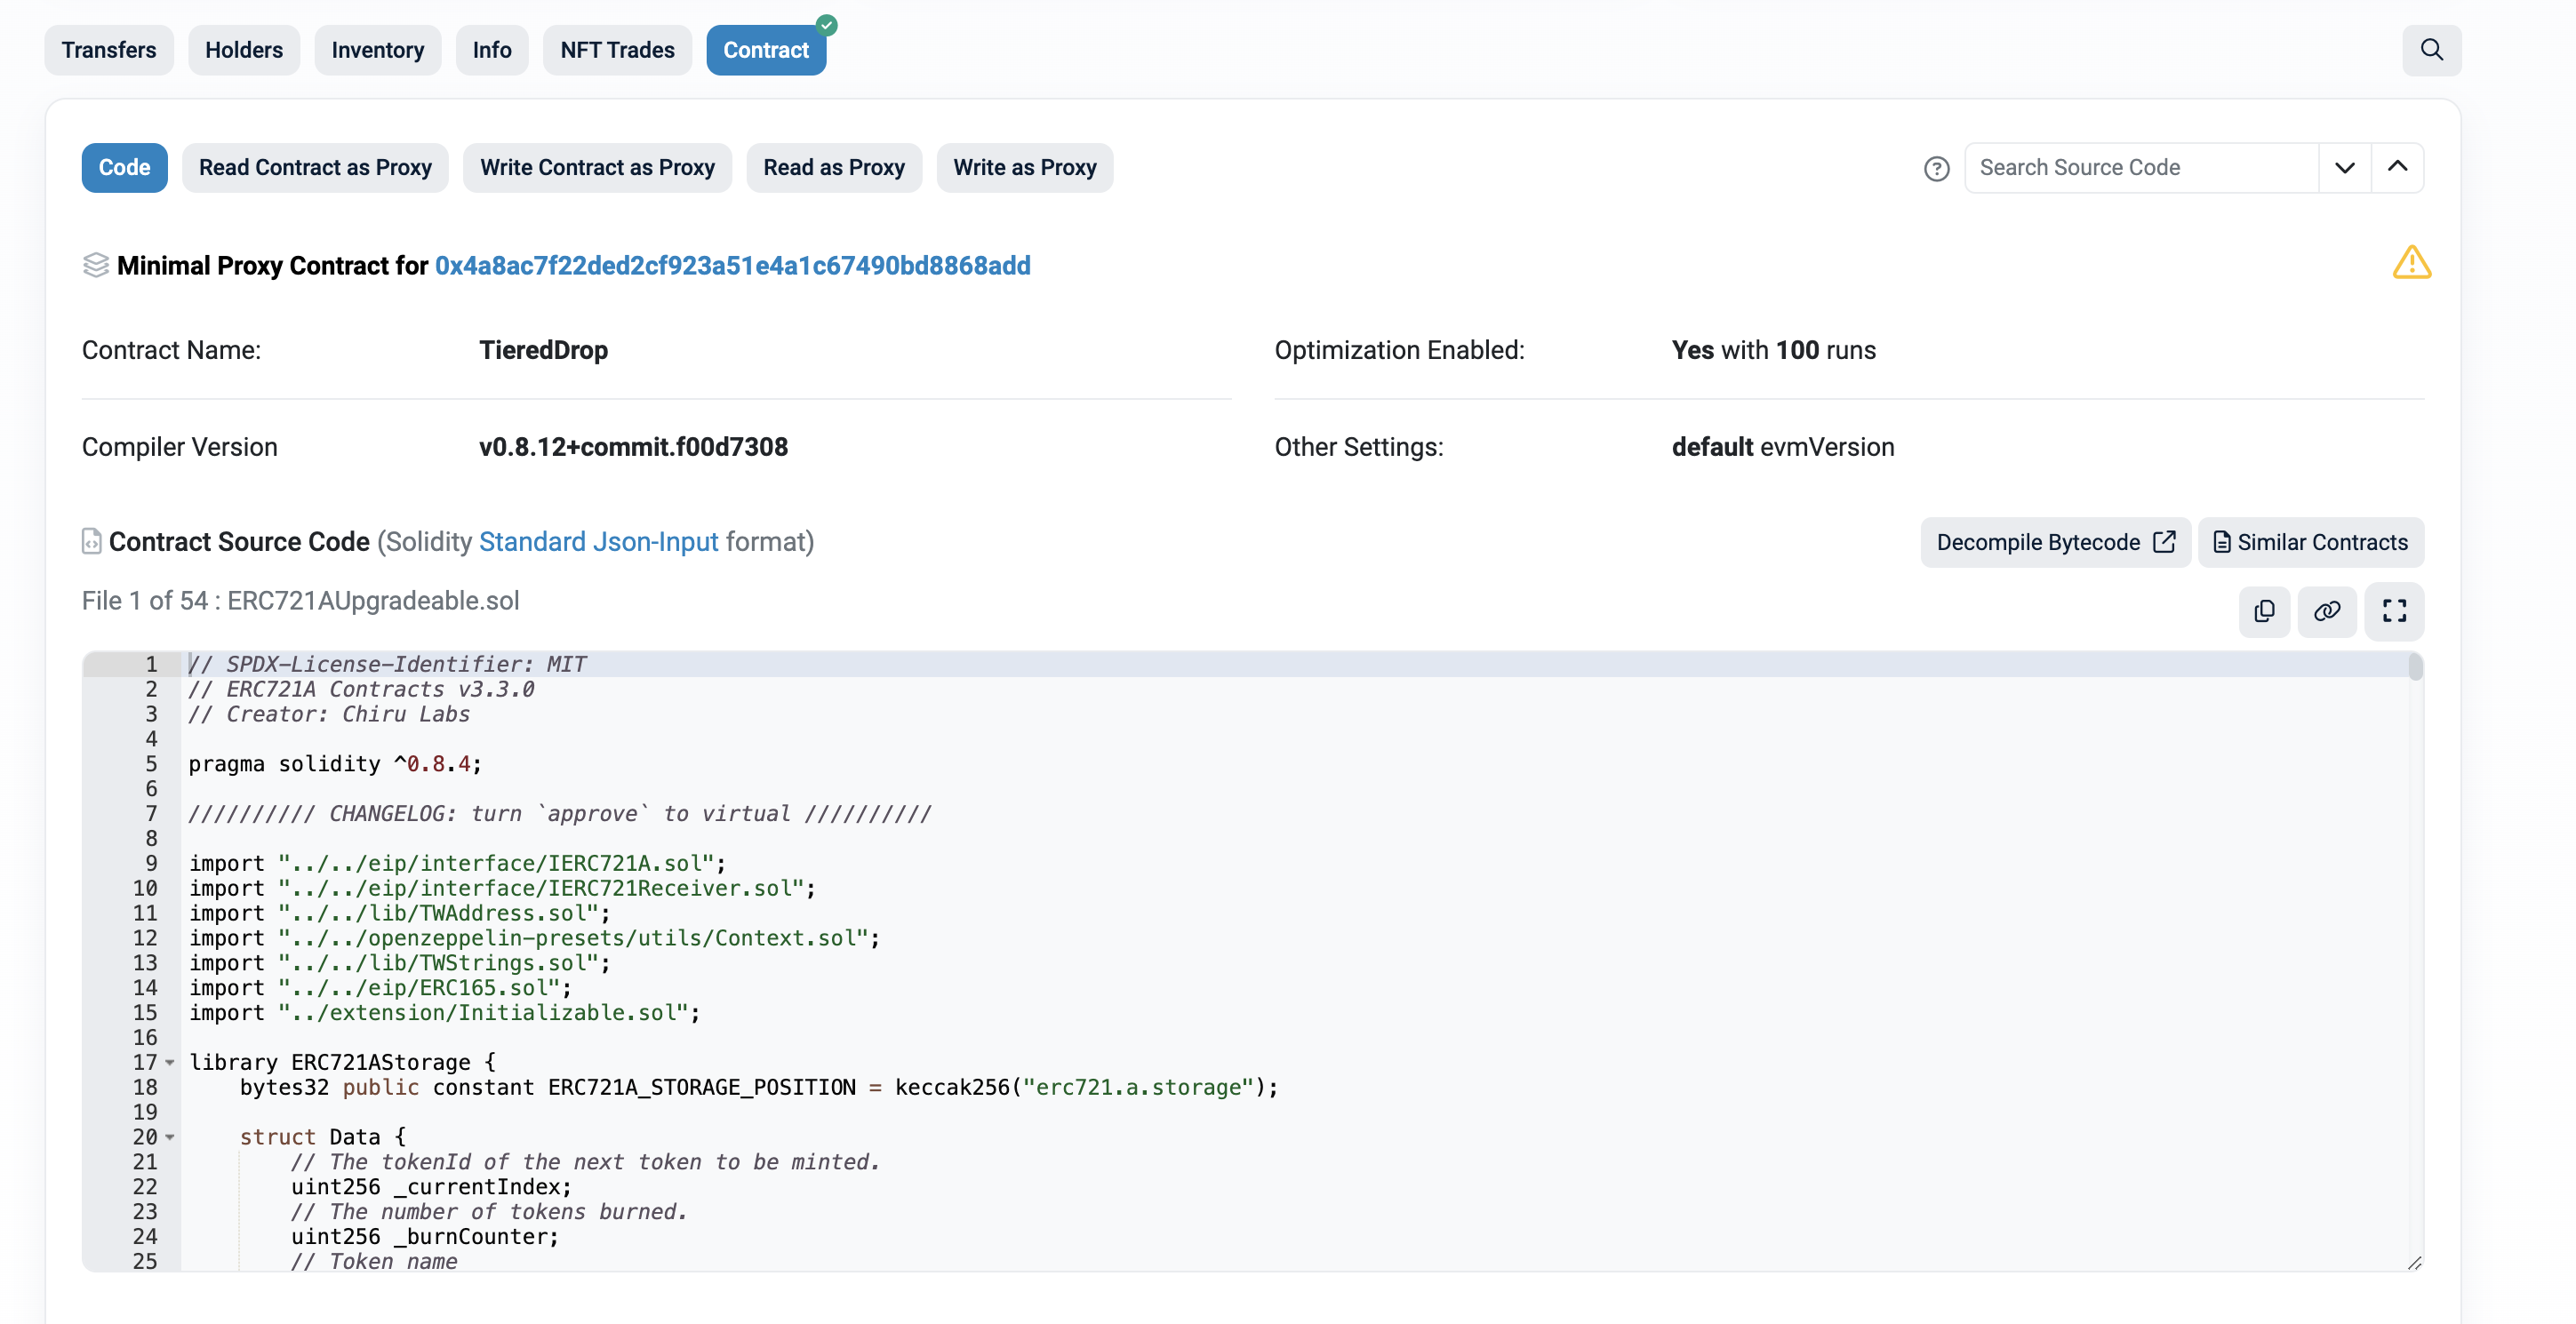 Transfers Holders Inventory Info NFT Trades Contract
Code Read Contract as Proxy Write Contract as Proxy Read as Proxy Write as Proxy Search Source Code
Minimal Proxy Contract for 0x4a8ac7f22ded2cf923a51e4a1c67490bd8868add
Contract Name: TieredDrop Optimization Enabled: Yes with 100 runs
Compiler Version v0.8.12+commit.f00d7308 Other Settings: default evmVersion
Contract Source Code (Solidity Standard Json-Input format) Decompile Bytecode Similar Contracts
File 1 of 54 : ERC721AUpgradeable.sol
1 // SPDX-License-Identifier: MIT
2 // ERC721A Contracts v3.3.0
3 // Creator: Chiru Labs
4
5 pragma solidity ^0.8.4;
6
7 ////////// CHANGELOG: turn `approve` to virtual //////////
8
9 import "../../eip/interface/IERC721A.sol";
10 import "../../eip/interface/IERC721Receiver.sol";
11 import "../../lib/TWAddress.sol";
12 import "../../openzeppelin-presets/utils/Context.sol";
13 import "../../lib/TWStrings.sol";
14 import "../../eip/ERC165.sol";
15 import "../extension/Initializable.sol";
16
17 library ERC721AStorage {
18 bytes32 public constant ERC721A_STORAGE_POSITION = keccak256("erc721.a.storage");
19
20 struct Data {
21 // The tokenId of the next token to be minted.
22 uint256 _currentIndex;
23 // The number of tokens burned.
24 uint256 _burnCounter;
25 // Token name